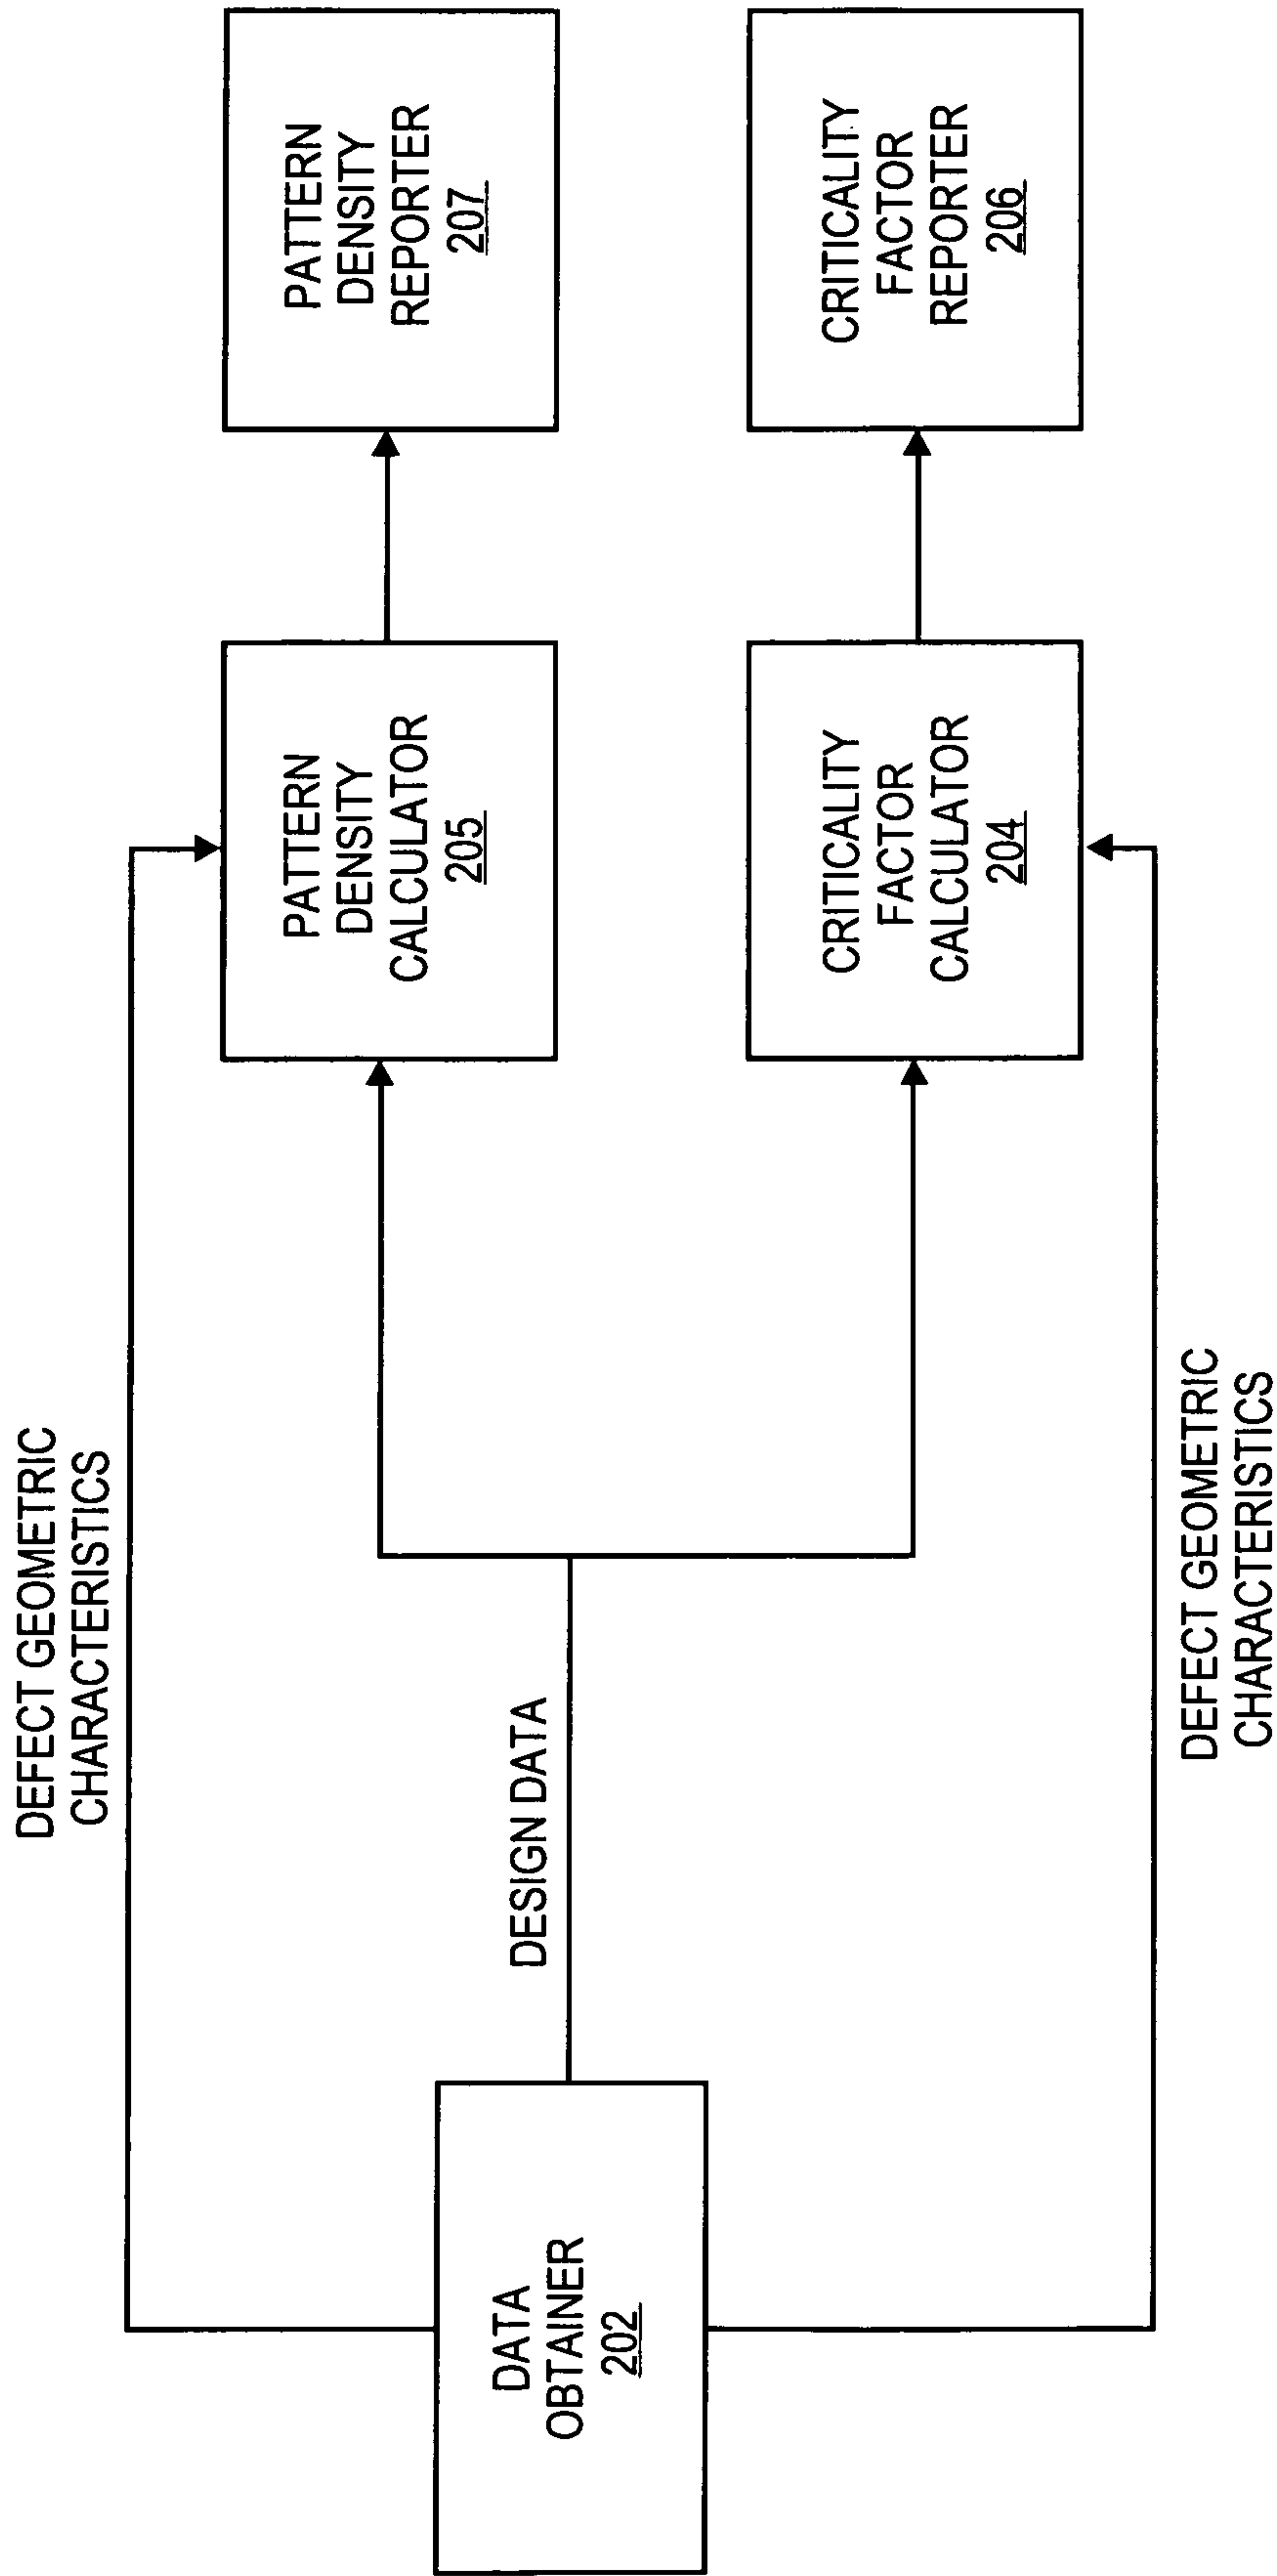 DEFECT GEOMETRIC
CHARACTERISTICS
DATA
OBTAINER
202
DESIGN DATA
PATTERN
DENSITY
CALCULATOR
205
PATTERN
DENSITY
REPORTER
207
CRITICALITY
FACTOR
CALCULATOR
204
CRITICALITY
FACTOR
REPORTER
206
DEFECT GEOMETRIC
CHARACTERISTICS